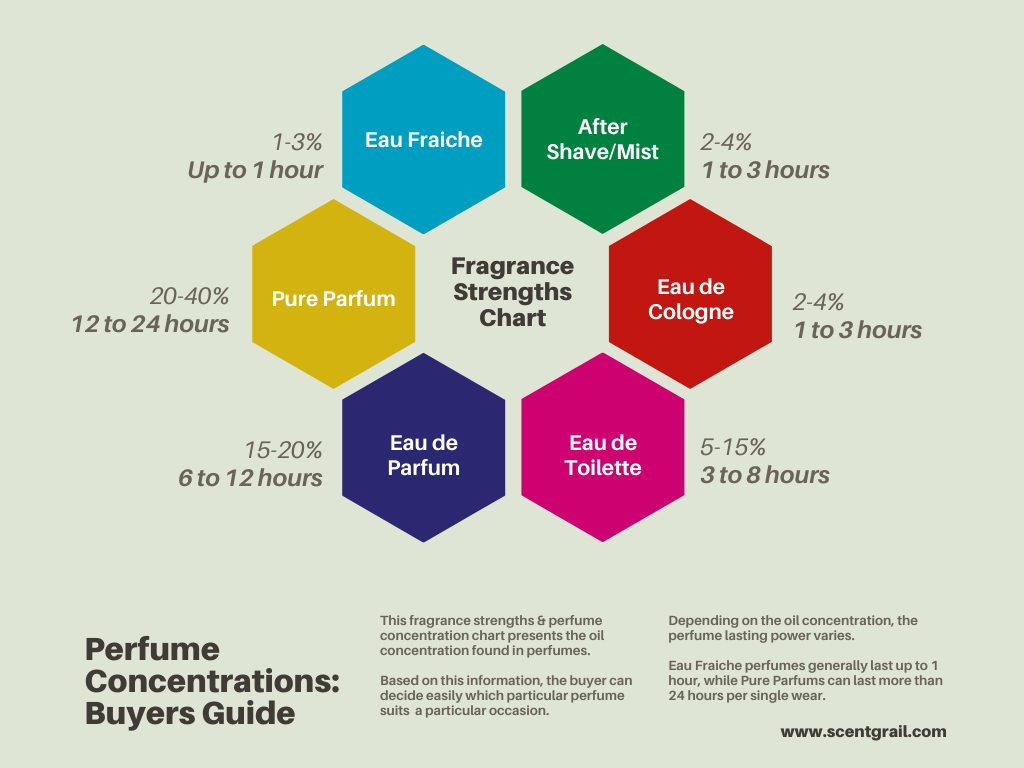 Eau Fraiche
1-3%
Up to 1 hour
After
Shave/Mist
2-4%
1 to 3 hours
Pure Parfum
20-40%
12 to 24 hours
Fragrance
Strengths
Chart
Eau de
Cologne
2-4%
1 to 3 hours
Eau de
Parfum
15-20%
6 to 12 hours
Eau de
Toilette
5-15%
3 to 8 hours
Perfume
Concentrations:
Buyers Guide
This fragrance strengths & perfume
concentration chart presents the oil
concentration found in perfumes.
Based on this information, the buyer can
decide easily which particular perfume
suits  a particular occasion.
Depending on the oil concentration, the
perfume lasting power varies.
Eau Fraiche perfumes generally last up to 1
hour, while Pure Parfums can last more than
24 hours per single wear.
www.scentgrail.com